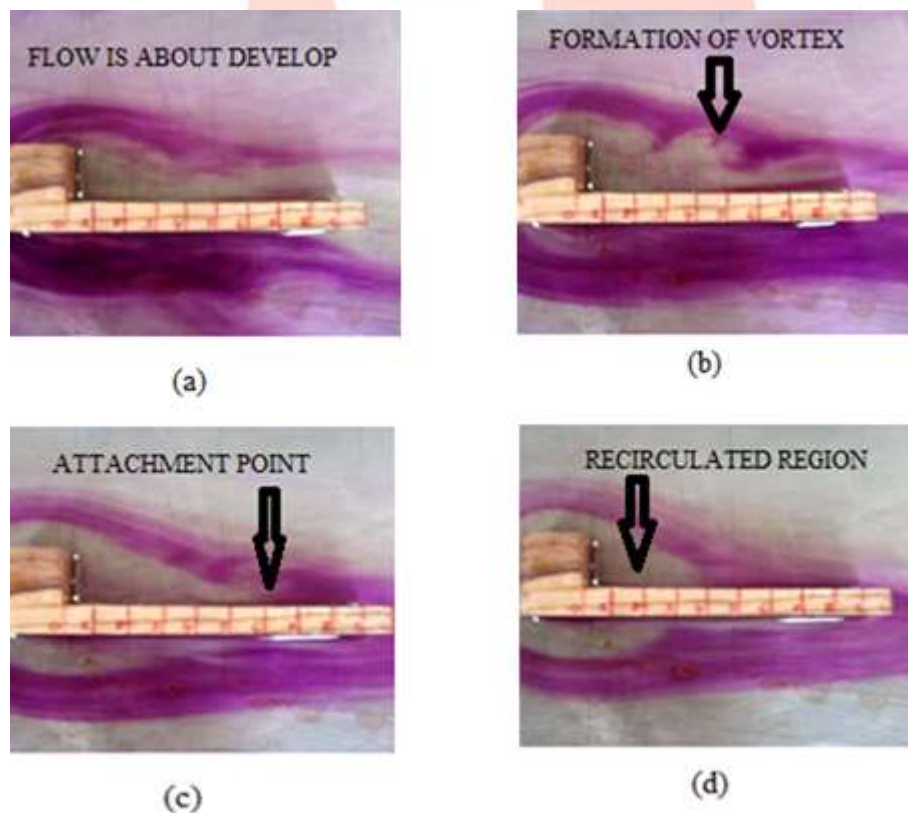 FLOW IS ABOUT DEVELOP
FORMATION OF VORTEX
(a)
(b)
ATTACHMENT POINT
RECIRCULATED REGION
(c)
(d)